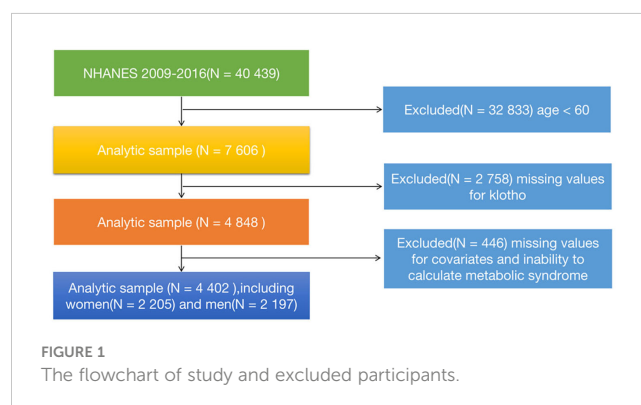 NHANES 2009-2016(N = 40 439)
Excluded(N = 32 833) age < 60
Analytic sample (N = 7 606 )
Excluded(N = 2 758) missing values
for klotho
Analytic sample (N = 4 848 )
Excluded(N = 446) missing values
for covariates and inability to
calculate metabolic syndrome
Analytic sample (N = 4 402 ),including
women(N = 2 205) and men(N = 2 197)
FIGURE 1
The flowchart of study and excluded participants.